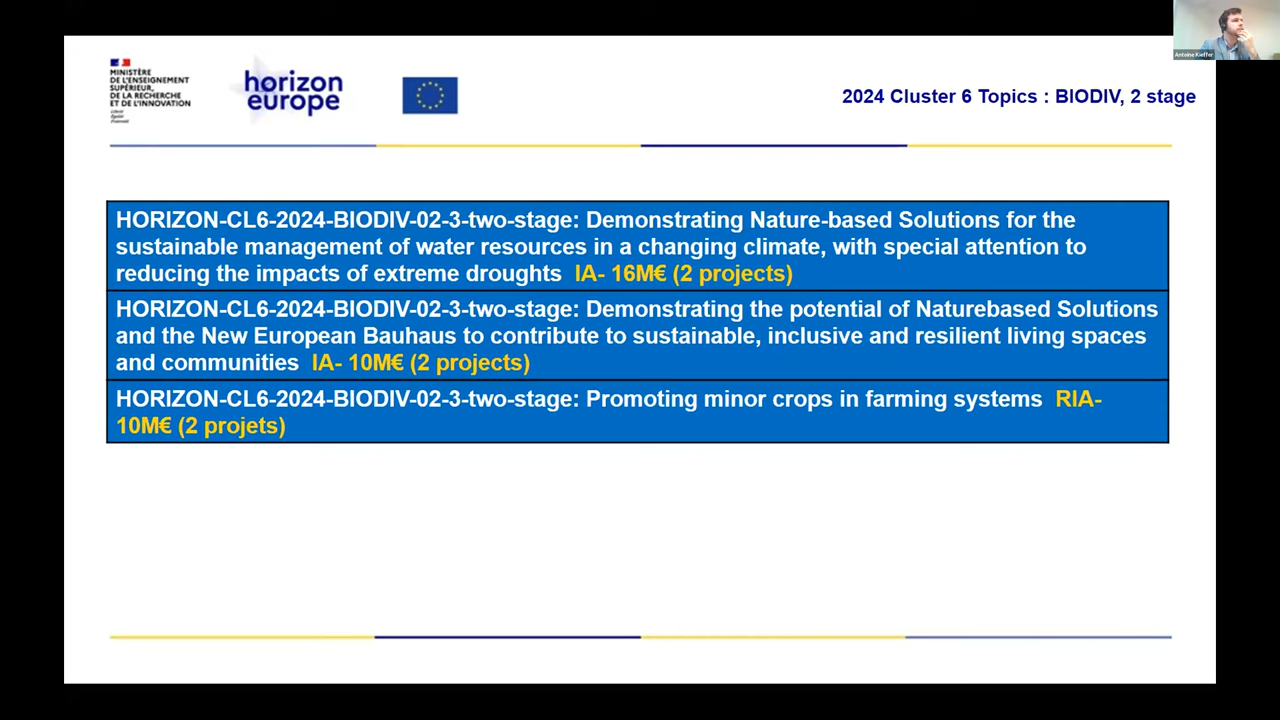 MINISTÈRE
DE L'ENSEIGNEMENT
SUPÉRIEUR,
DE LA RECHERCHE
ET DE L'INNOVATION
Liberté
Égalité
Fraternité
horizon
europe
2024 Cluster 6 Topics : BIODIV, 2 stage
Antoine Kieffer
HORIZON-CL6-2024-BIODIV-02-3-two-stage: Demonstrating Nature-based Solutions for the
sustainable management of water resources in a changing climate, with special attention to
reducing the impacts of extreme droughts IA- 16M€ (2 projects)
HORIZON-CL6-2024-BIODIV-02-3-two-stage: Demonstrating the potential of Naturebased Solutions
and the New European Bauhaus to contribute to sustainable, inclusive and resilient living spaces
and communities IA- 10M€ (2 projects)
HORIZON-CL6-2024-BIODIV-02-3-two-stage: Promoting minor crops in farming systems RIA-
10M€ (2 projets)